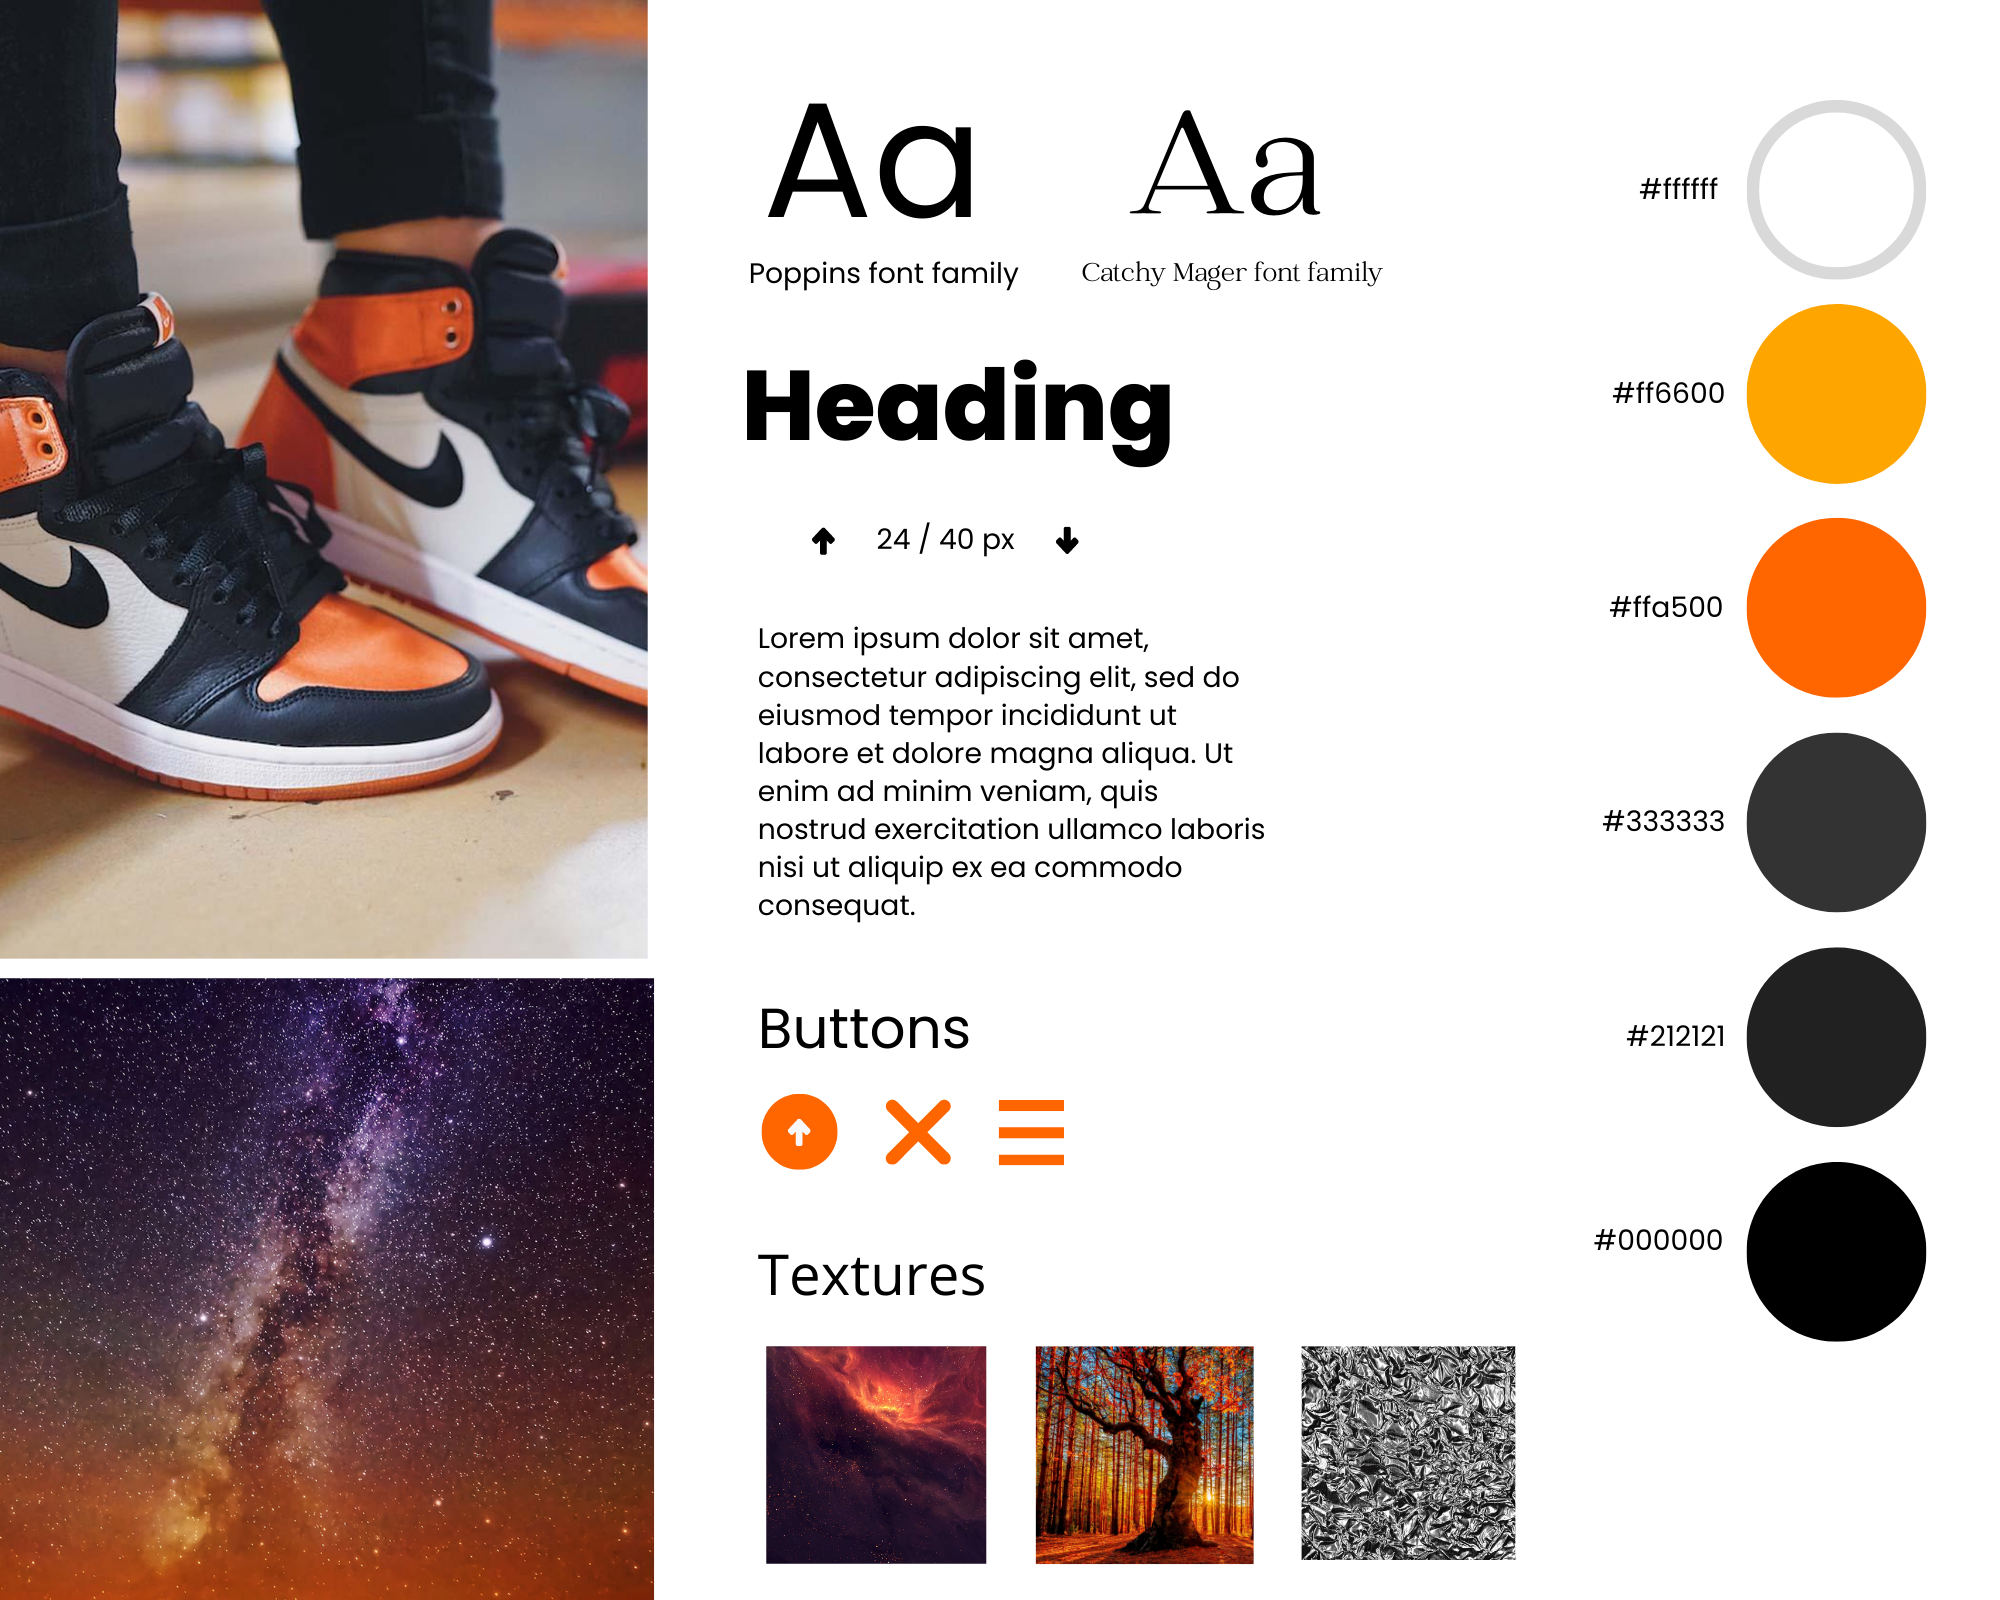 Aa
Aa
Poppins font family
Catchy Mager font family
Heading
24 / 40 px
Lorem ipsum dolor sit amet,
consectetur adipiscing elit, sed do
eiusmod tempor incididunt ut
labore et dolore magna aliqua. Ut
enim ad minim veniam, quis
nostrud exercitation ullamco laboris
nisi ut aliquip ex ea commodo
consequat.
Buttons
Textures
#ffffff
#ff6600
#ffa500
#333333
#212121
#000000